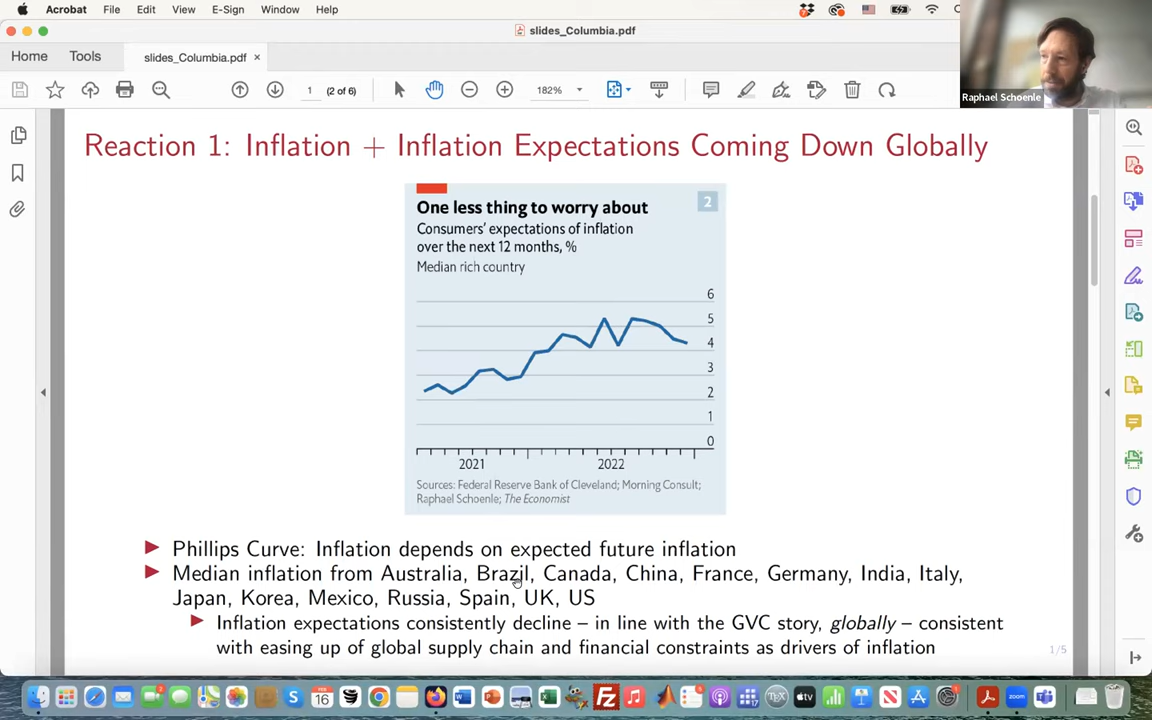 Acrobat File Edit View E-Sign Window Help
slides_Columbia.pdf
Home Tools slides_Columbia.pdf ×
1 (2 of 6) 182%
Raphael Schoenle
Reaction 1: Inflation + Inflation Expectations Coming Down Globally
One less thing to worry about 2
Consumers' expectations of inflation
over the next 12 months, %
Median rich country
6
5
4
3
2
1
0
2021 2022
Sources: Federal Reserve Bank of Cleveland; Morning Consult;
Raphael Schoenle; The Economist
Phillips Curve: Inflation depends on expected future inflation
Median inflation from Australia, Brazil, Canada, China, France, Germany, India, Italy,
Japan, Korea, Mexico, Russia, Spain, UK, US
Inflation expectations consistently decline – in line with the GVC story, globally – consistent
with easing up of global supply chain and financial constraints as drivers of inflation
1/5
FEB
16
tv